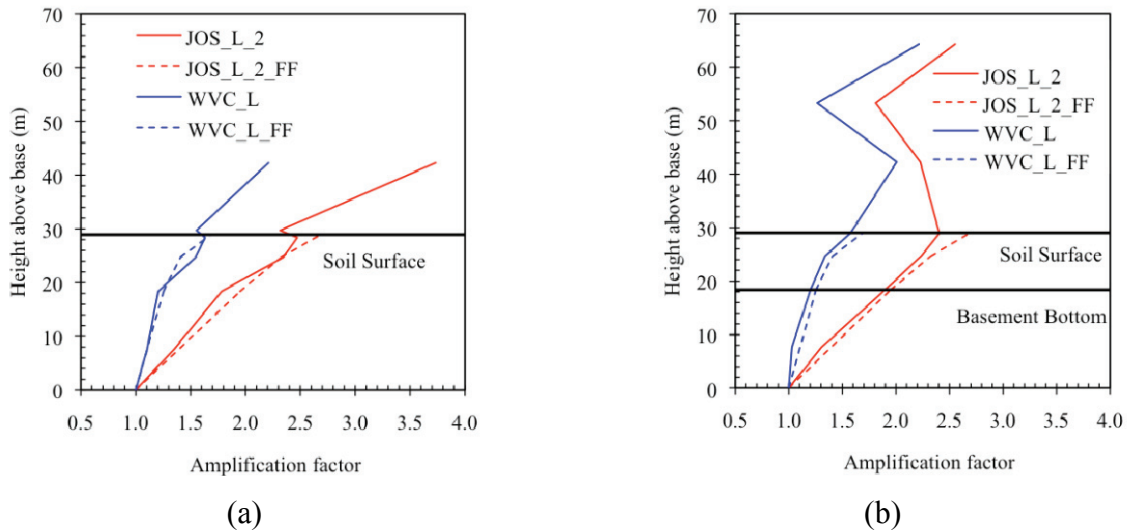 70
60
50
40
30
20
10
0
Height above base (m)
JOS_L_2
JOS_L_2_FF
WVC_L
WVC_L_FF
Soil Surface
0.5 1.0 1.5 2.0 2.5 3.0 3.5 4.0
Amplification factor
(a)
70
60
50
40
30
20
10
0
Height above base (m)
JOS_L_2
JOS_L_2_FF
WVC_L
WVC_L_FF
Soil Surface
Basement Bottom
0.5 1.0 1.5 2.0 2.5 3.0 3.5 4.0
Amplification factor
(b)